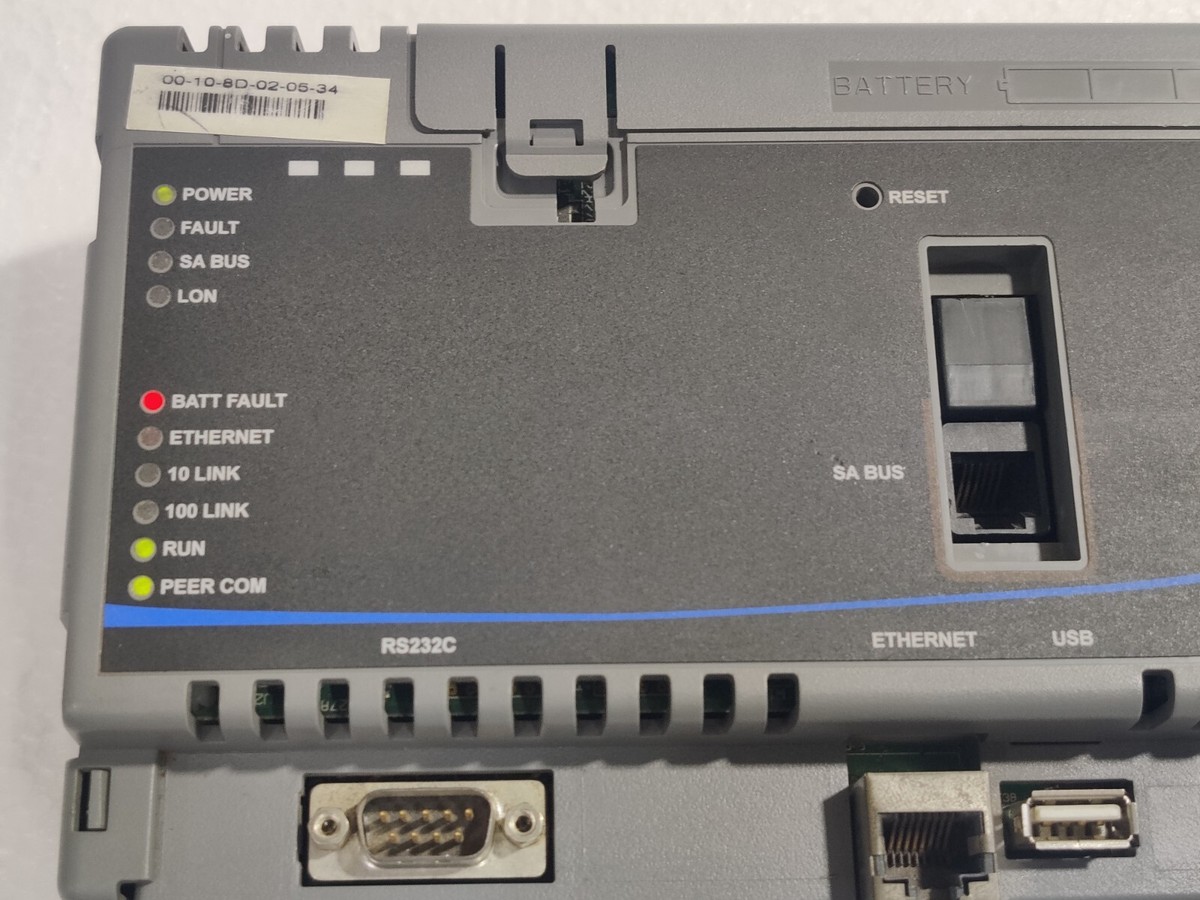 00-10-8D-02-05-34
BATTERY
POWER
FAULT
SA BUS
LON
RESET
BATT FAULT
ETHERNET
10 LINK
100 LINK
RUN
PEER COM
SA BUS
RS232C
ETHERNET
USB